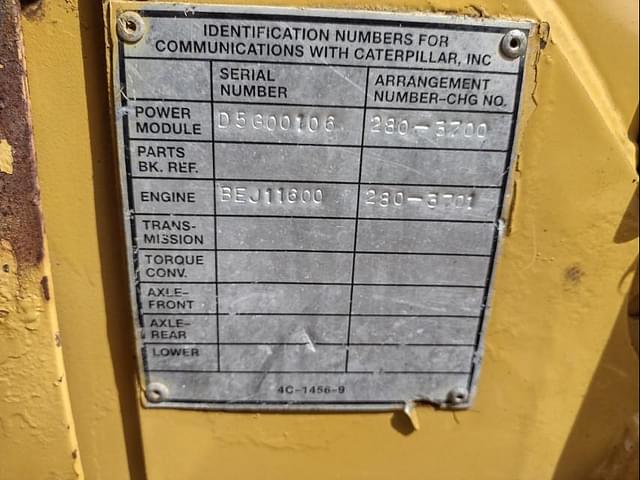 IDENTIFICATION NUMBERS FOR
COMMUNICATIONS WITH CATERPILLAR, INC
SERIAL NUMBER ARRANGEMENT NUMBER-CHG NO.
POWER MODULE D5G00106 280-3700
PARTS BK. REF.
ENGINE BEJ11600 280-3701
TRANS-MISSION
TORQUE CONV.
AXLE-FRONT
AXLE-REAR
LOWER
4C-1456-9